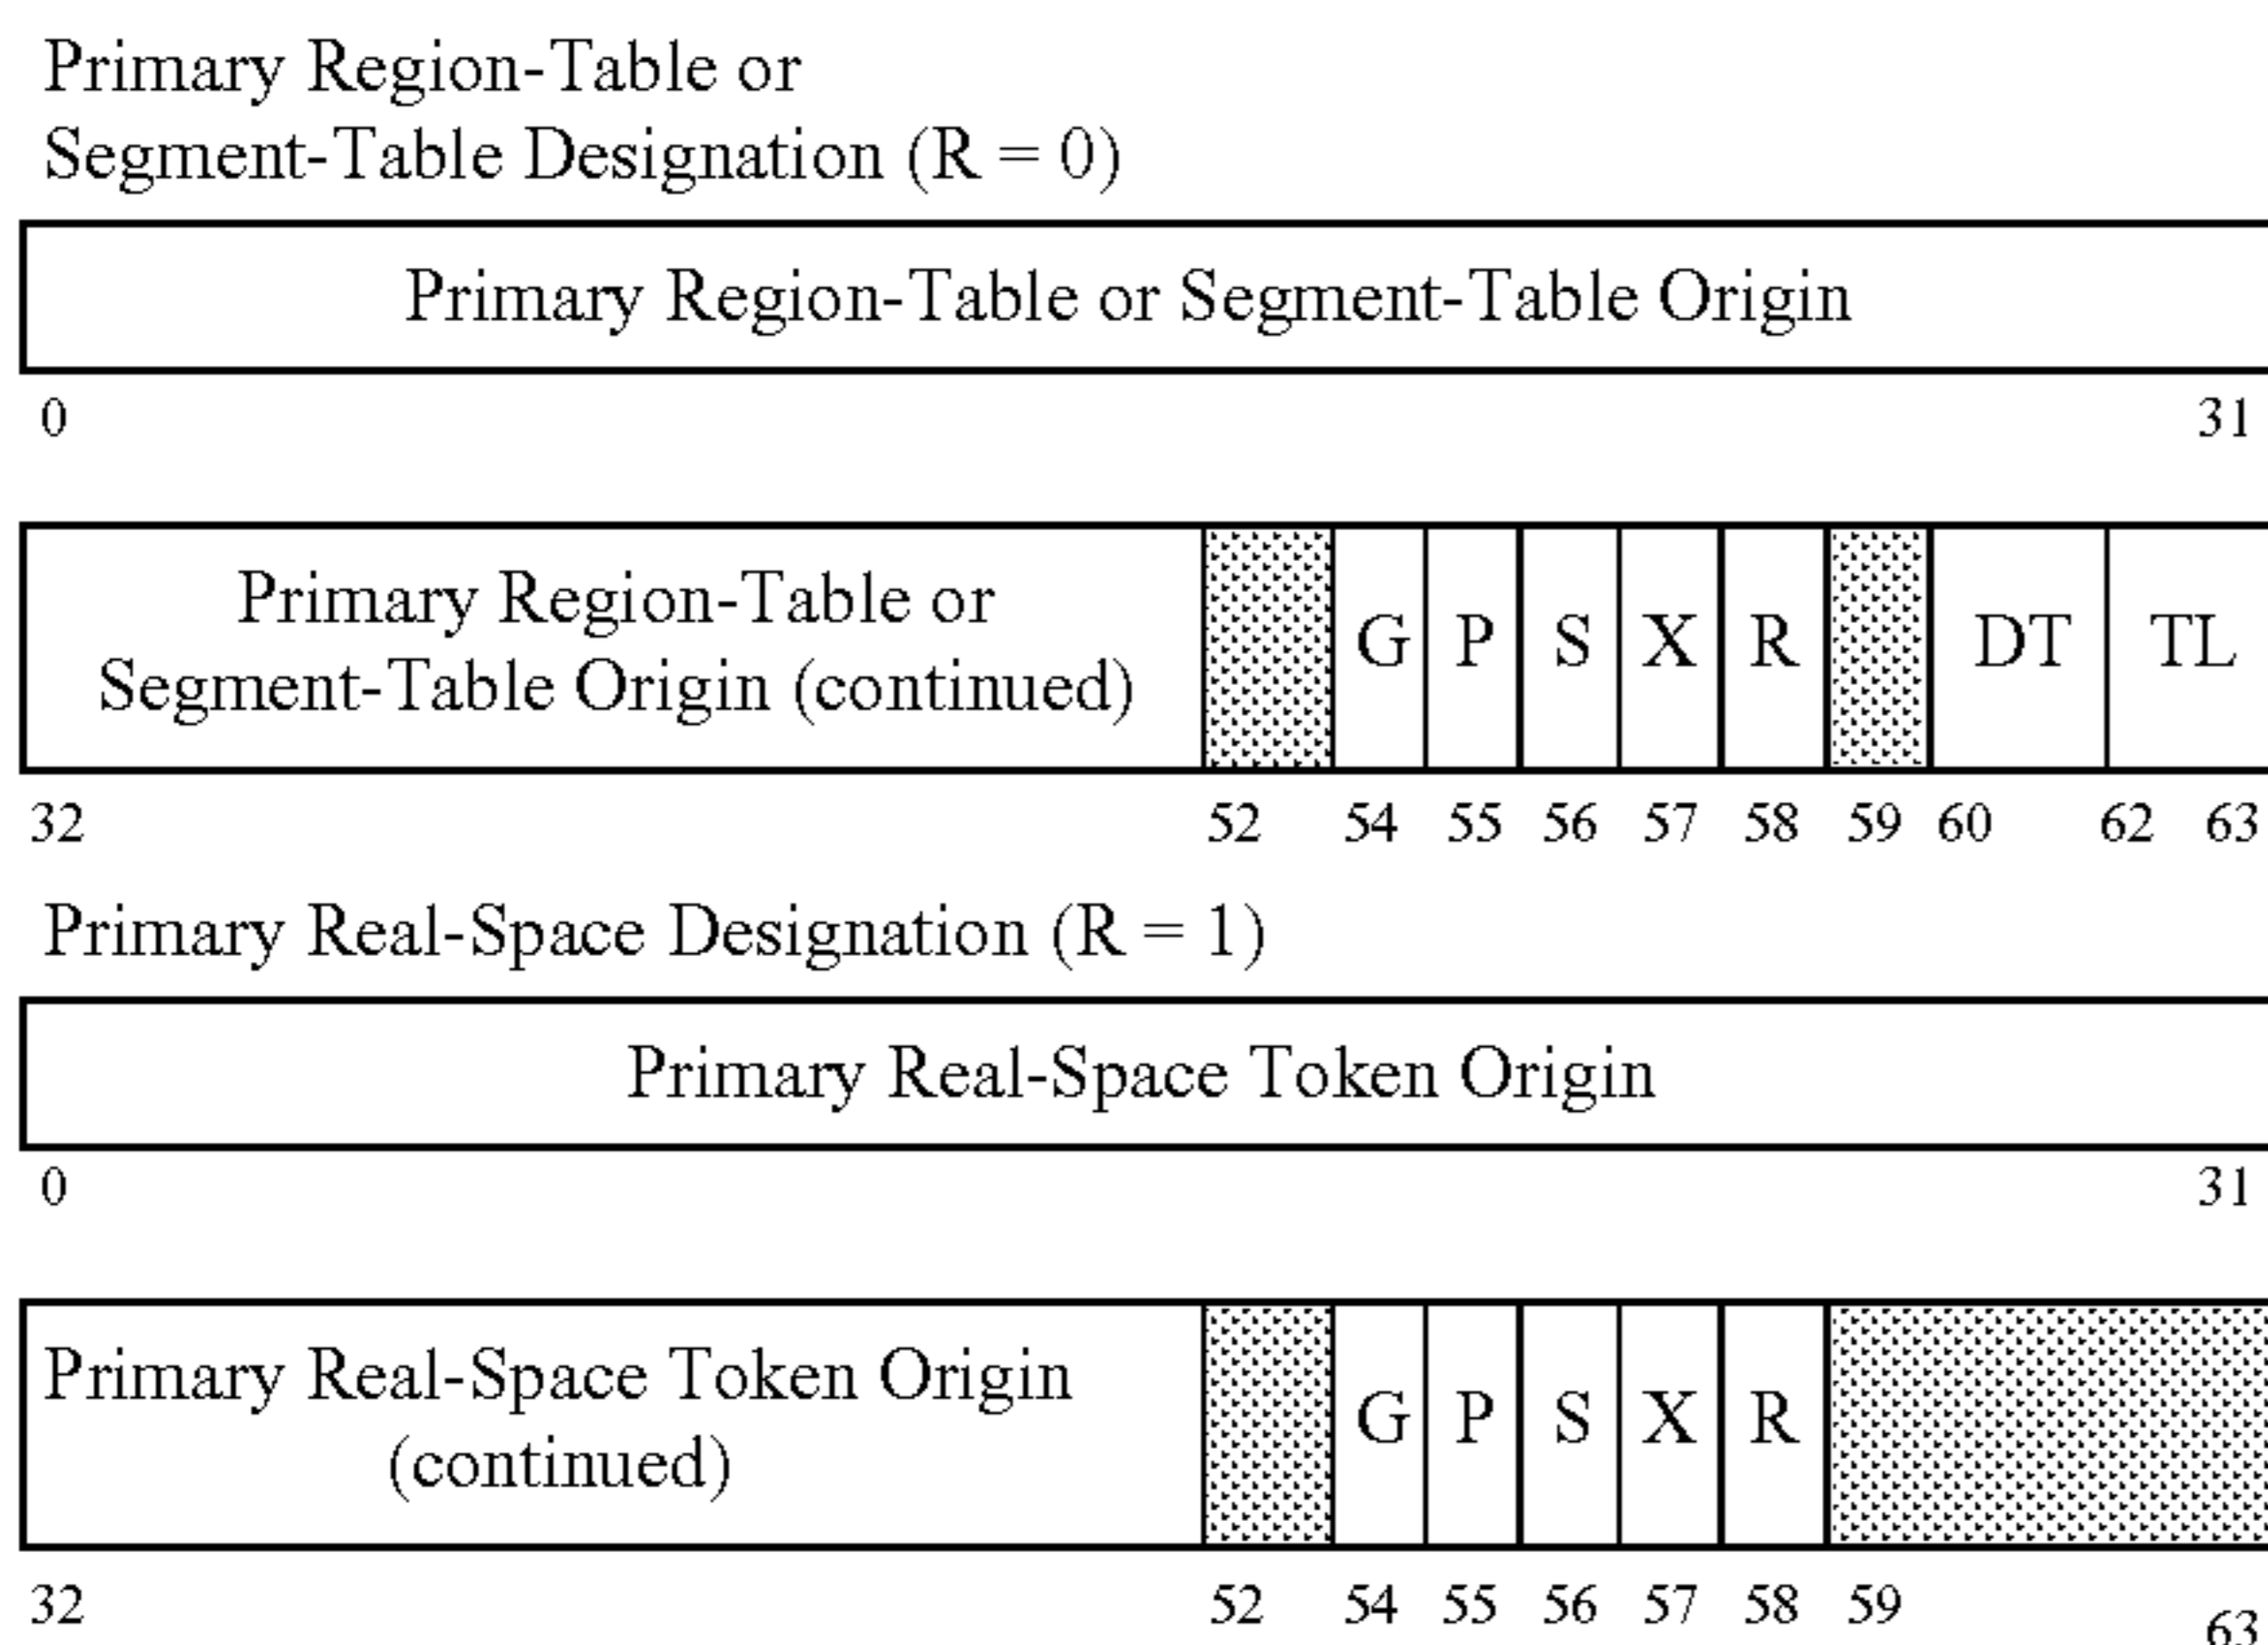 Primary Region-Table or
Segment-Table Designation (R = 0)
Primary Region-Table or Segment-Table Origin
0 31
Primary Region-Table or
Segment-Table Origin (continued)
G P S X R DT TL
32 52 54 55 56 57 58 59 60 62 63
Primary Real-Space Designation (R = 1)
Primary Real-Space Token Origin
0 31
Primary Real-Space Token Origin
(continued)
G P S X R
32 52 54 55 56 57 58 59 63